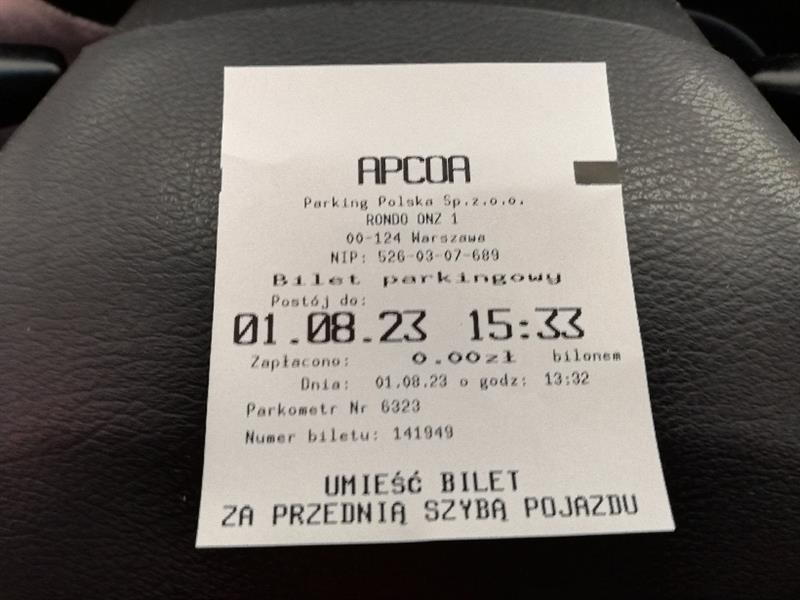 APCOA
Parking Polska Sp.z.o.o.
RONDO ONZ 1
00-124 Warszawa
NIP: 526-03-07-689
Bilet parkingowy
Postój do:
01.08.23 15:33
Zapłacono: 0.00zł bilonem
Dnia: 01.08.23 o godz: 13:32
Parkometr Nr 6323
Numer biletu: 141949
UMIEŚĆ BILET
ZA PRZEDNIĄ SZYBĄ POJAZDU